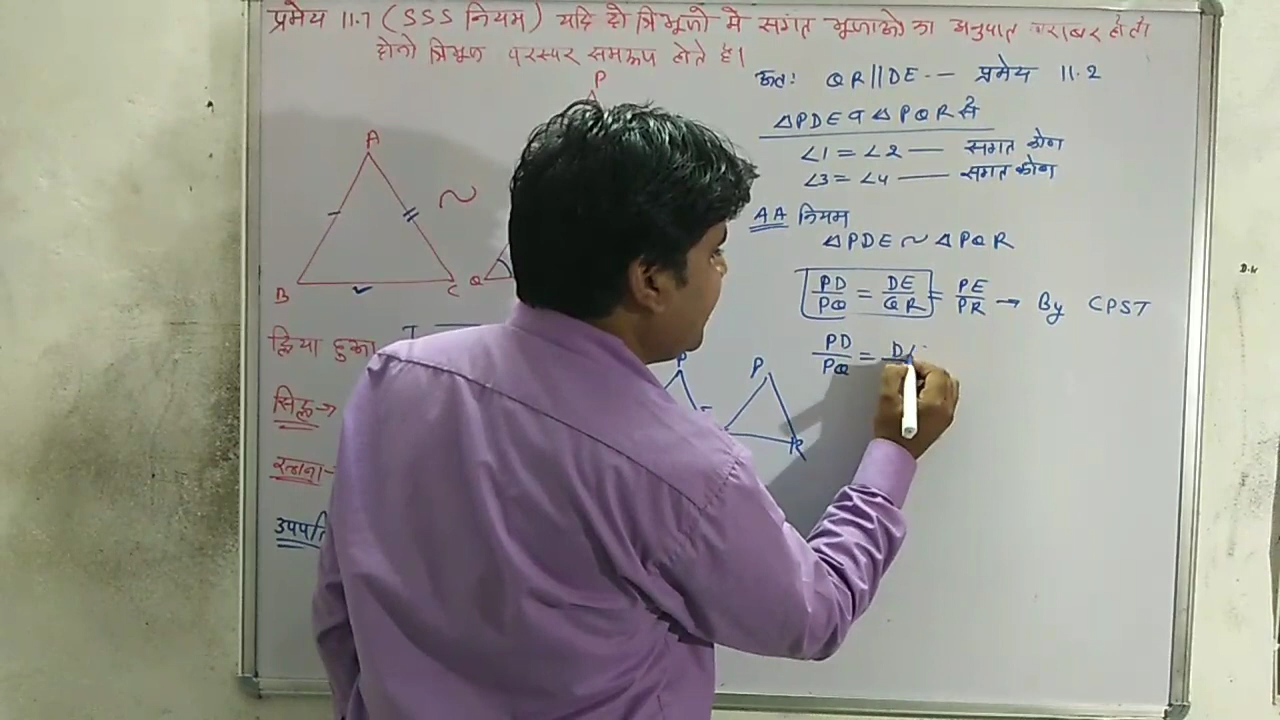 प्रमेय 11.7 (SSS नियम) यदि दो त्रिभुजो मे संगत भुजाओ का अनुपात बराबर हो तो
दोनो त्रिभुज परस्पर समरूप होते है।
P
A
~
B
C
Q
लिया हुआ
सिद्ध→
रचना-
उपपत्ति
P
P
R
अतः QR||DE -- प्रमेय 11.2
△PDE व △PQR से
∠1 = ∠2 — संगत कोण
∠3 = ∠4 — संगत कोण
AA नियम
△PDE ~ △PQR
PD/PQ = DE/QR = PE/PR → By CPST
PD/PQ = D
D.K